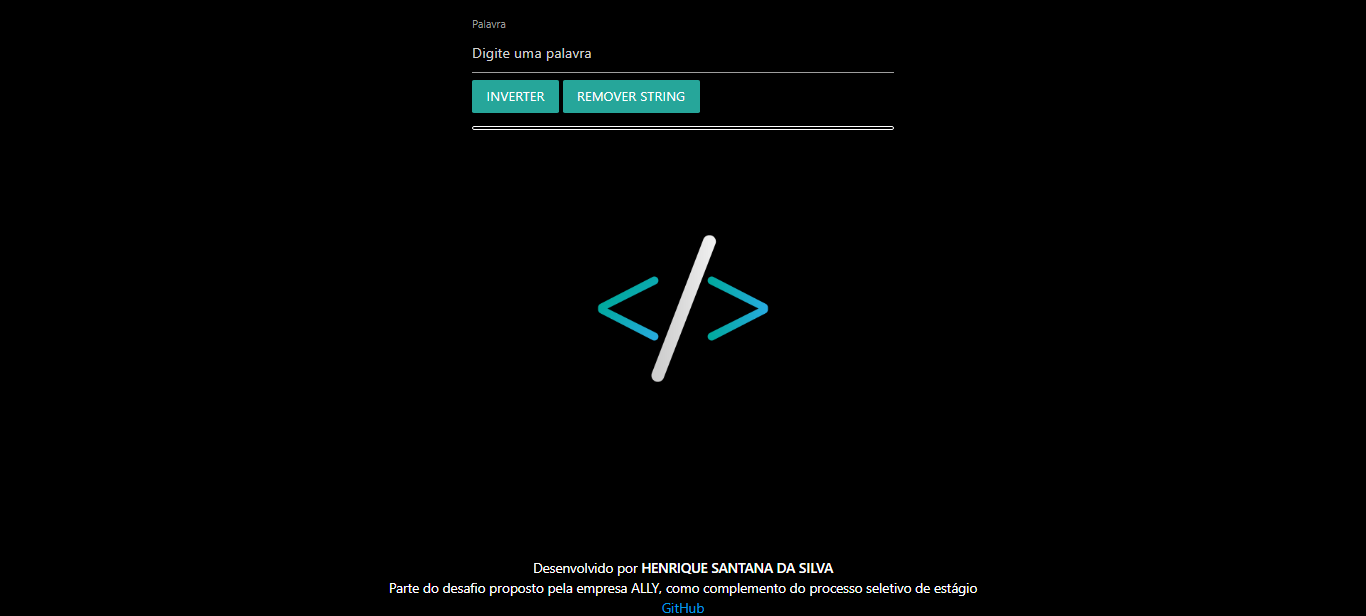 Palavra
Digite uma palavra
INVERTER REMOVER STRING
Desenvolvido por HENRIQUE SANTANA DA SILVA
Parte do desafio proposto pela empresa ALLY, como complemento do processo seletivo de estágio
GitHub